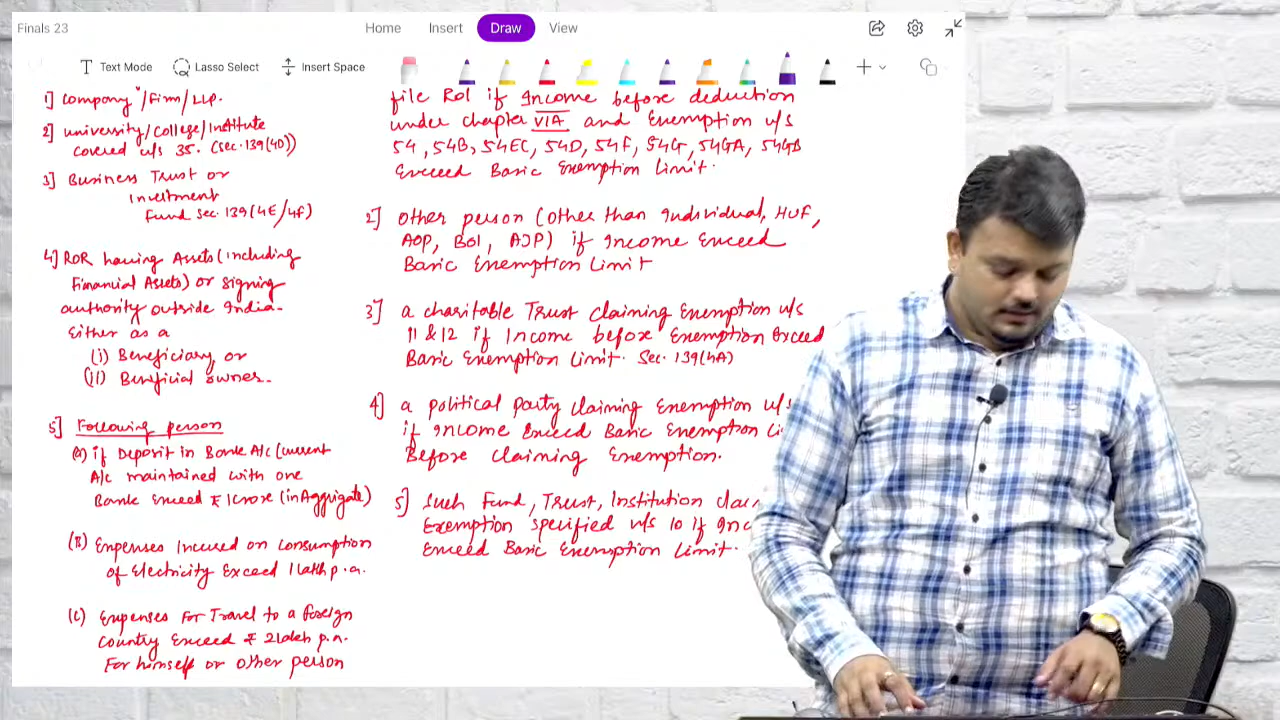 Finals 23
Home Insert Draw View
Text Mode Lasso Select Insert Space
1] Company /Firm/LLP.
2] university/College/Institute
covered u/s 35. (Sec. 139(4D))
3] Business Trust or
Investment
Fund Sec. 139(4E/4F)
4] ROR having Assets (including
Financial Assets) or signing
authority outside India.
Either as a
(i) Beneficiary or
(ii) Beneficial owner.
5] Following person
(A) if Deposit in Bank A/c (current
A/c maintained with one
Bank Exceed ₹ 1 crore (in Aggrigate)
(B) Expenses Incured on Consumption
of Electricity Exceed 1 lakh p.a.
(C) Expenses For Travel to a foreign
Country Exceed ₹ 2 lakh p.a.
For himself or other person
file ROI if Income before deduction
under chapter VIA and Exemption u/s
54, 54B, 54EC, 54D, 54F, 54G, 54GA, 54GB
Exceed Basic Exemption Limit.
2] Other person (other than Individual, HUF,
AOP, BOI, AJP) if Income Exceed
Basic Exemption Limit
3] a charitable Trust claiming Exemption u/s
11 & 12 if Income before Exemption Exceed
Basic Exemption Limit. Sec. 139(4A)
4] a political party claiming Exemption u/s
if Income Exceed Basic Exemption Li
Before claiming Exemption.
5] Such Fund, Trust, Institution clai
Exemption specified u/s 10 if Inc
Exceed Basic Exemption Limit.